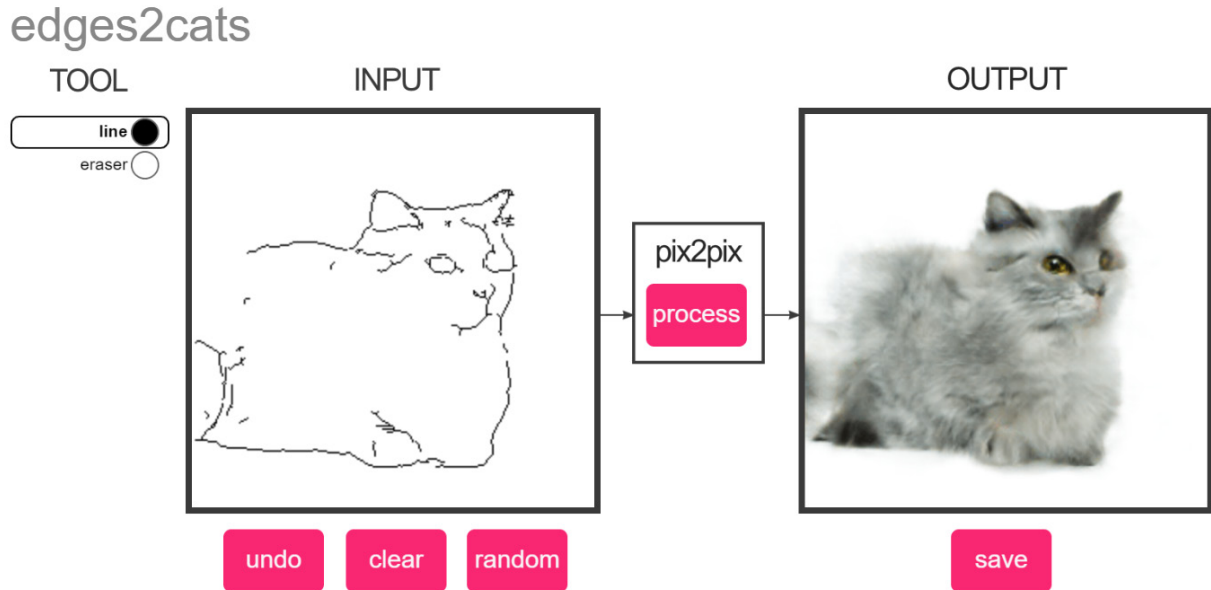 edges2cats
TOOL
INPUT
OUTPUT
line
eraser
pix2pix
process
undo
clear
random
save